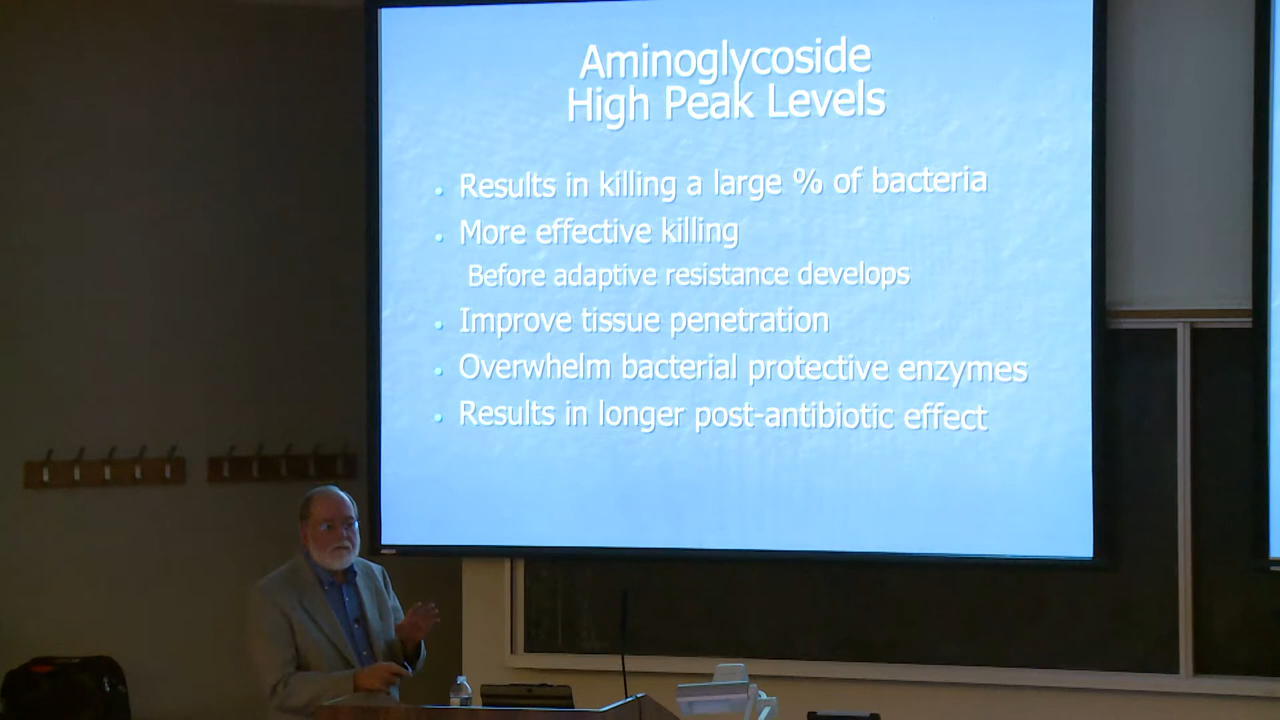 Aminoglycoside
High Peak Levels
• Results in killing a large % of bacteria
• More effective killing
Before adaptive resistance develops
• Improve tissue penetration
• Overwhelm bacterial protective enzymes
• Results in longer post-antibiotic effect